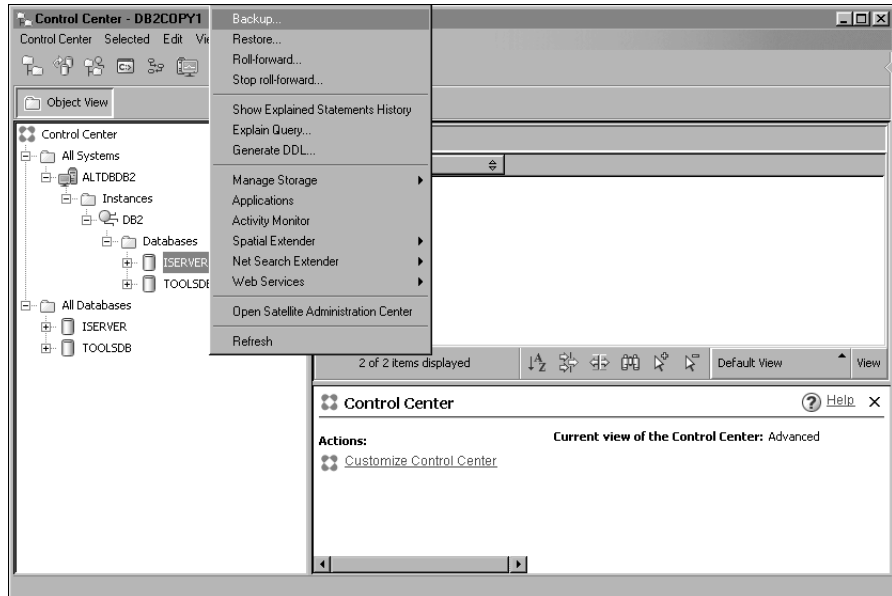 Control Center - DB2COPY1
Control Center Selected Edit Vie
Object View
Control Center
All Systems
ALTDBDB2
Instances
DB2
Databases
ISERVER
TOOLSDB
All Databases
ISERVER
TOOLSDB
Backup...
Restore...
Roll-forward...
Stop roll-forward...
Show Explained Statements History
Explain Query...
Generate DDL...
Manage Storage
Applications
Activity Monitor
Spatial Extender
Net Search Extender
Web Services
Open Satellite Administration Center
Refresh
2 of 2 items displayed
Default View
View
Control Center
Help
Actions:
Customize Control Center
Current view of the Control Center: Advanced